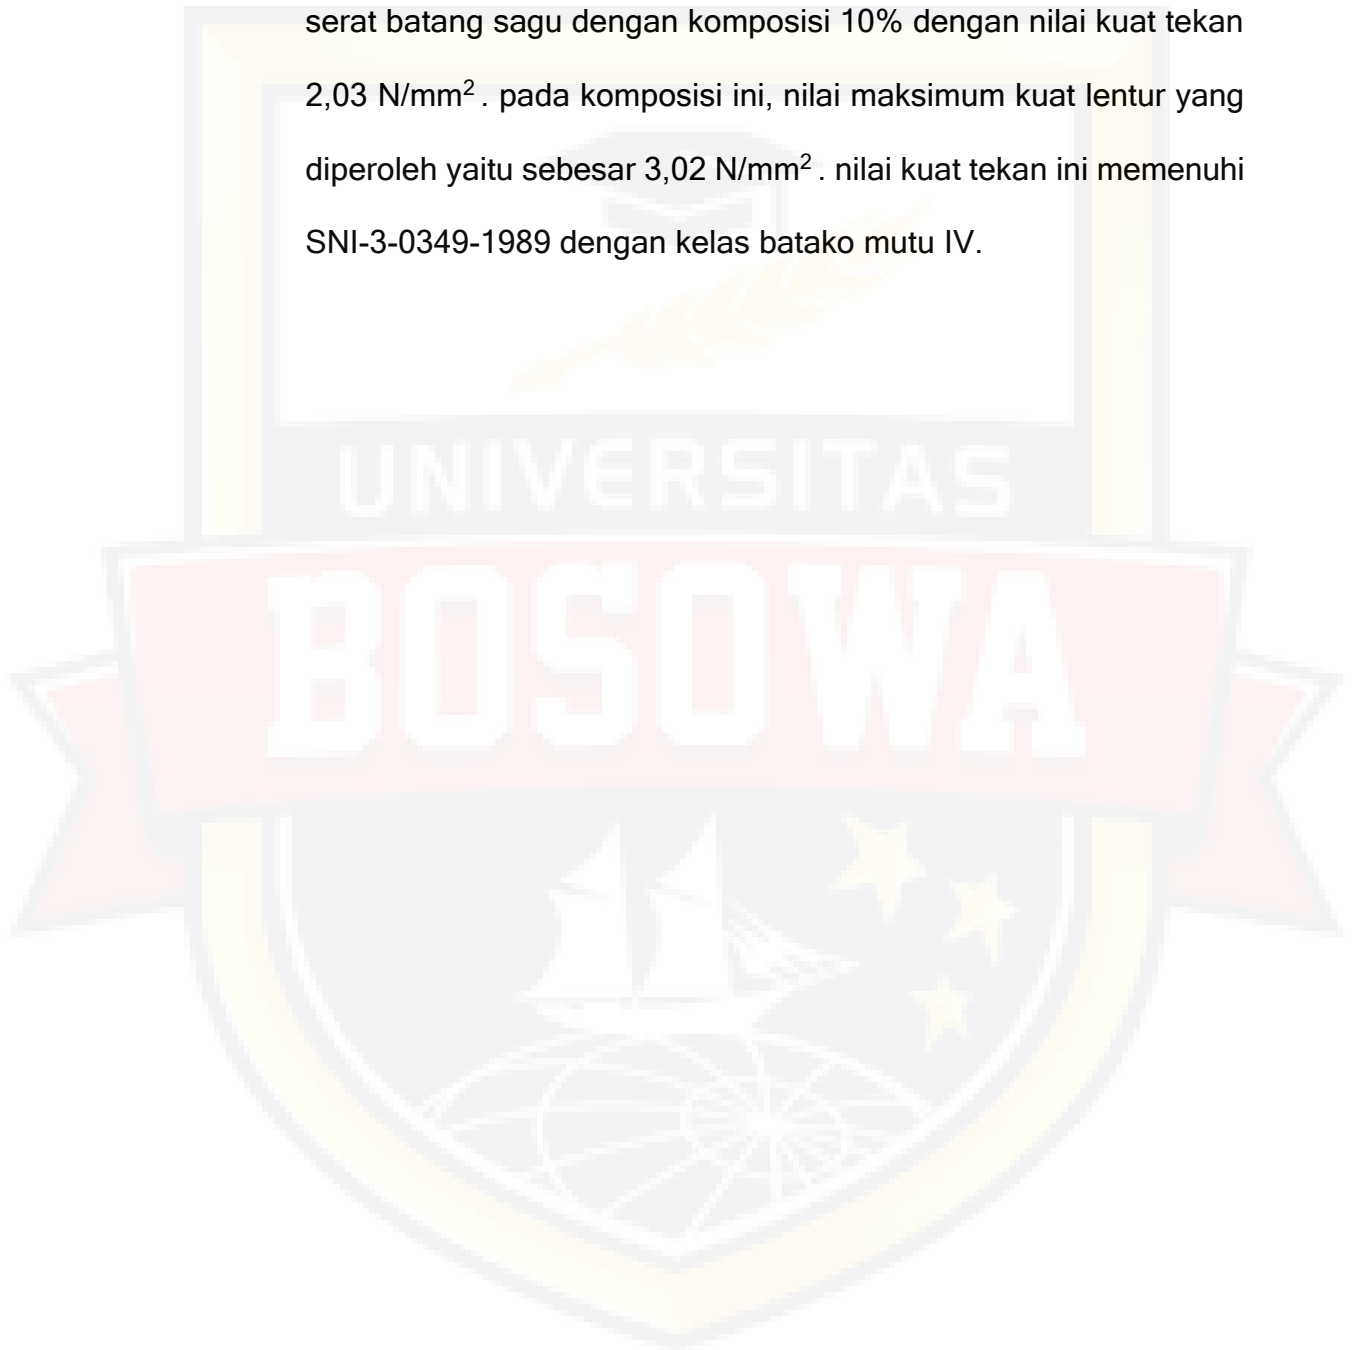 serat batang sagu dengan komposisi 10% dengan nilai kuat tekan
2,03 N/mm². pada komposisi ini, nilai maksimum kuat lentur yang
diperoleh yaitu sebesar 3,02 N/mm². nilai kuat tekan ini memenuhi
SNI-3-0349-1989 dengan kelas batako mutu IV.
UNIVERSITAS
BOSOWA